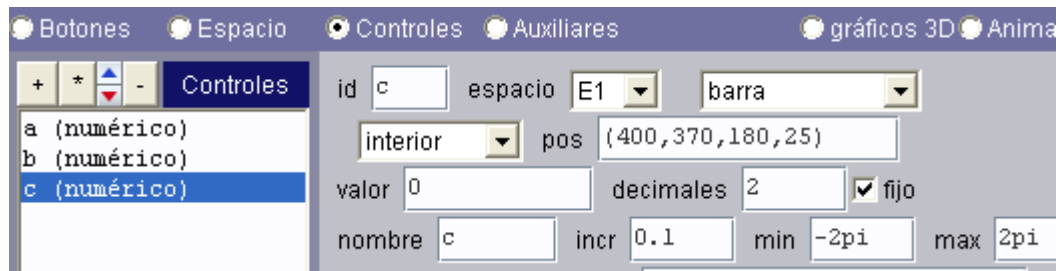 Botones Espacio Controles Auxiliares gráficos 3D Anima
+ * - Controles
id c espacio E1 barra
a (numérico)
interior pos (400,370,180,25)
b (numérico)
c (numérico)
valor 0 decimales 2 fijo
nombre c incr 0.1 min -2pi max 2pi